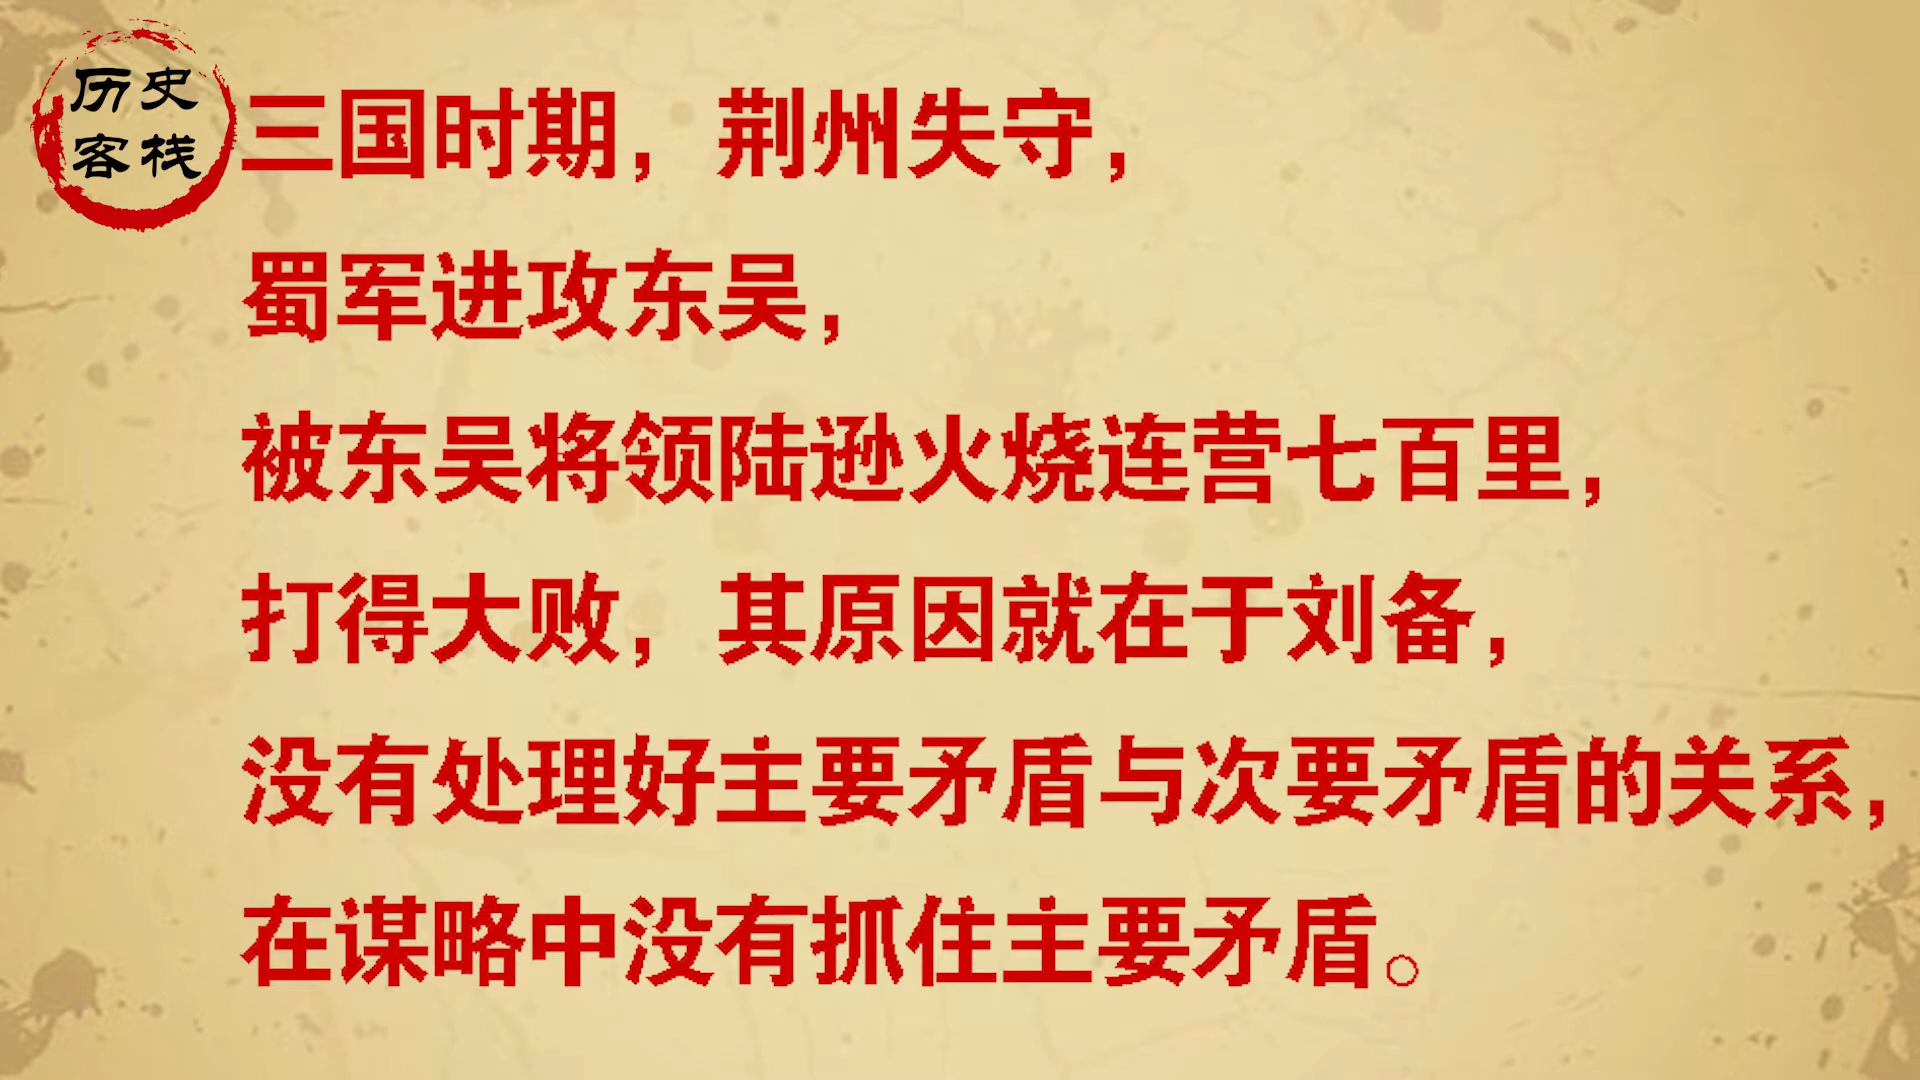 历史
客栈
三国时期，荆州失守，
蜀军进攻东吴，
被东吴将领陆逊火烧连营七百里，
打得大败，其原因就在于刘备，
没有处理好主要矛盾与次要矛盾的关系，
在谋略中没有抓住主要矛盾。